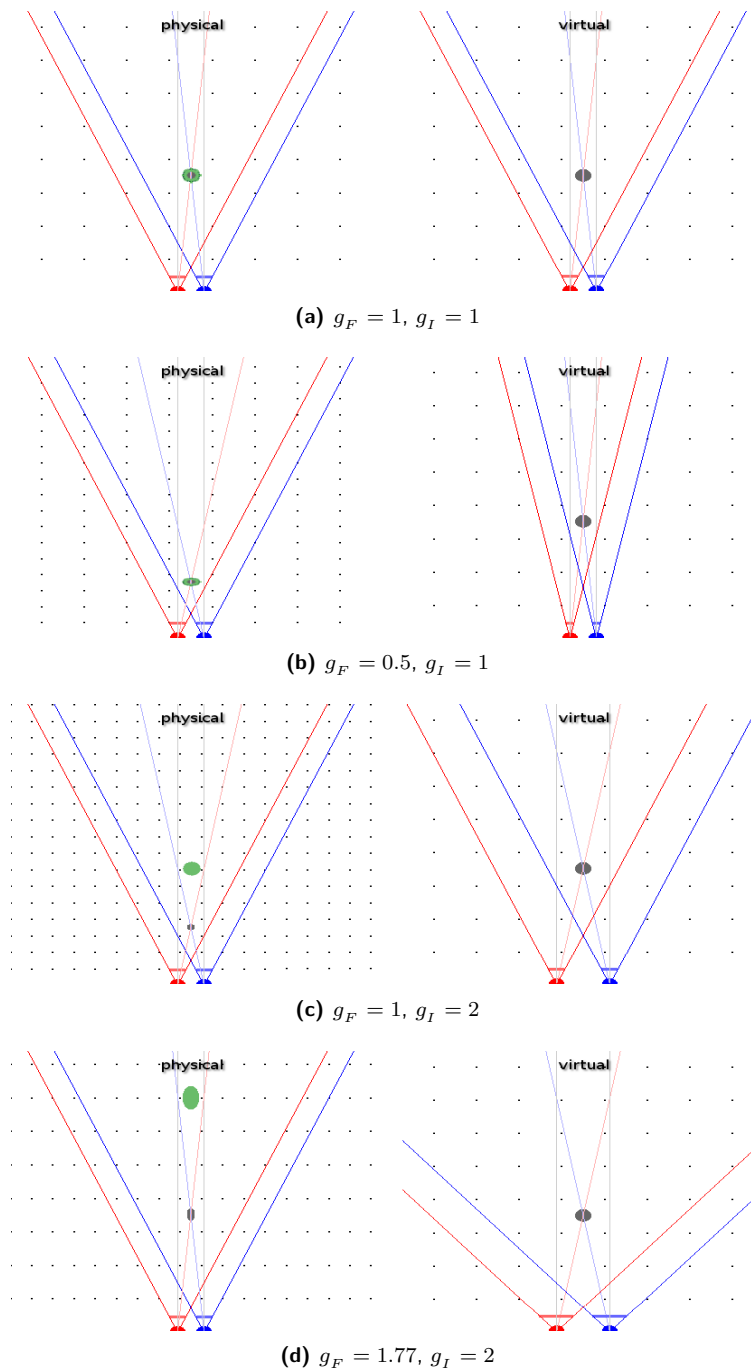 physical virtual
(a) g_F = 1, g_I = 1
physical virtual
(b) g_F = 0.5, g_I = 1
physical virtual
(c) g_F = 1, g_I = 2
physical virtual
(d) g_F = 1.77, g_I = 2